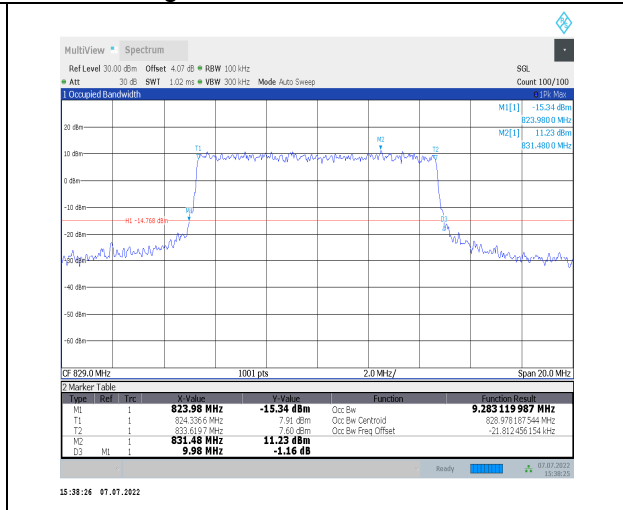 MultiView Spectrum
Ref Level 30.00 dBm Offset 4.07 dB RBW 100 kHz SGL
Att 30 dB SWT 1.02 ms VBW 300 kHz Mode Auto Sweep Count 100/100
1 Occupied Bandwidth 1Pk Max
M1[1] -15.34 dBm
823.9800 MHz
M2[1] 11.23 dBm
831.4800 MHz
20 dBm
M2
T1 T2
10 dBm
0 dBm
-10 dBm
M1
H1 -14.768 dBm D3
-20 dBm
-30 dBm
-40 dBm
-50 dBm
-60 dBm
CF 829.0 MHz 1001 pts 2.0 MHz/ Span 20.0 MHz
2 Marker Table
Type Ref Trc X-Value Y-Value Function Function Result
M1 1 823.98 MHz -15.34 dBm Occ Bw 9.283 119 987 MHz
T1 1 824.3366 MHz 7.91 dBm Occ Bw Centroid 828.978 187 544 MHz
T2 1 833.6197 MHz 7.60 dBm Occ Bw Freq Offset -21.812 456 154 kHz
M2 1 831.48 MHz 11.23 dBm
D3 M1 1 9.98 MHz -1.16 dB
Ready 07.07.2022
15:38:25
15:38:26 07.07.2022